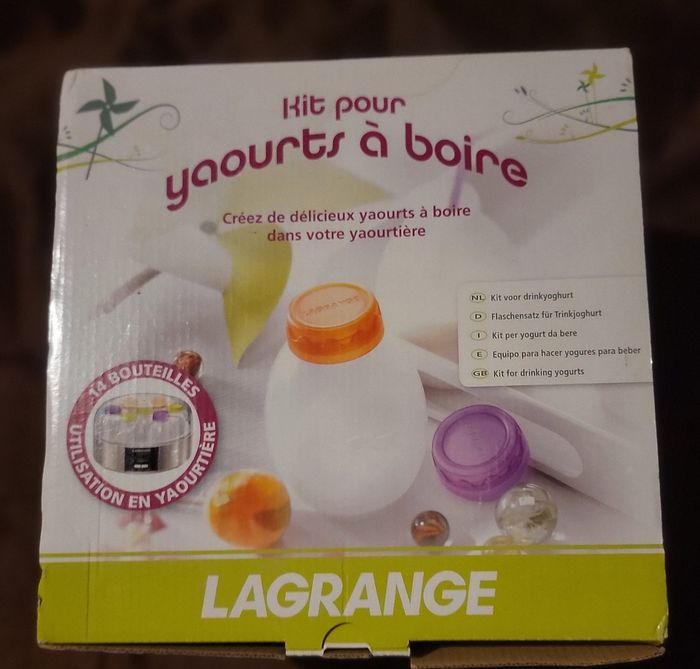 Kit pour
yaourts à boire
Créez de délicieux yaourts à boire
dans votre yaourtière
NL Kit voor drinkyoghurt
D Flaschensatz für Trinkjoghurt
I Kit per yogurt da bere
E Equipo para hacer yogures para beber
GB Kit for drinking yogurts
LAGRANGE
14 BOUTEILLES
UTILISATION EN YAOURTIÈRE
LAGRANGE